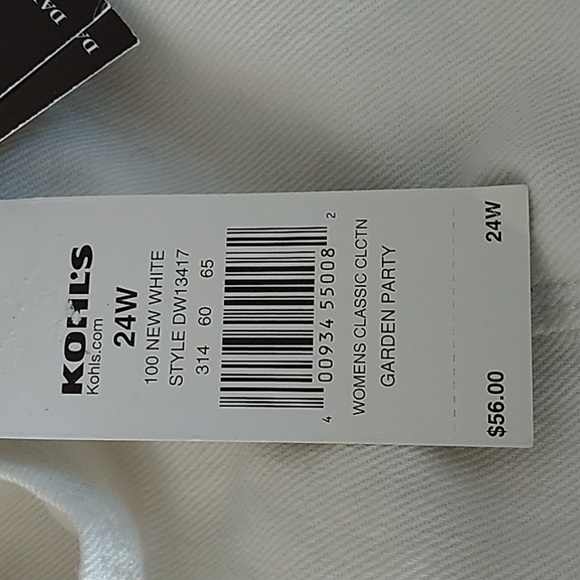 KOHL'S
Kohls.com
24W
100 NEW WHITE
STYLE DW13417
314 60 65
4 00934 55008 2
WOMENS CLASSIC CLCTN
GARDEN PARTY
$56.00 24W